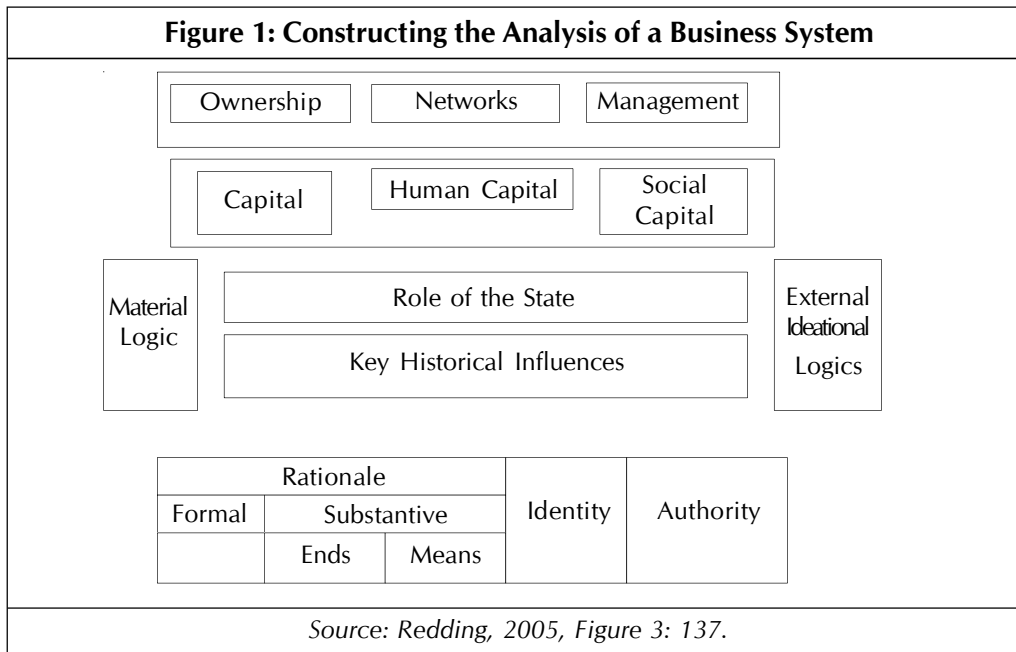 Figure 1: Constructing the Analysis of a Business System
Ownership Networks Management
Capital Human Capital Social
Capital
Material
Logic
Role of the State
Key Historical Influences
External
Ideational
Logics
Rationale
Formal Substantive
Ends Means
Identity Authority
Source: Redding, 2005, Figure 3: 137.